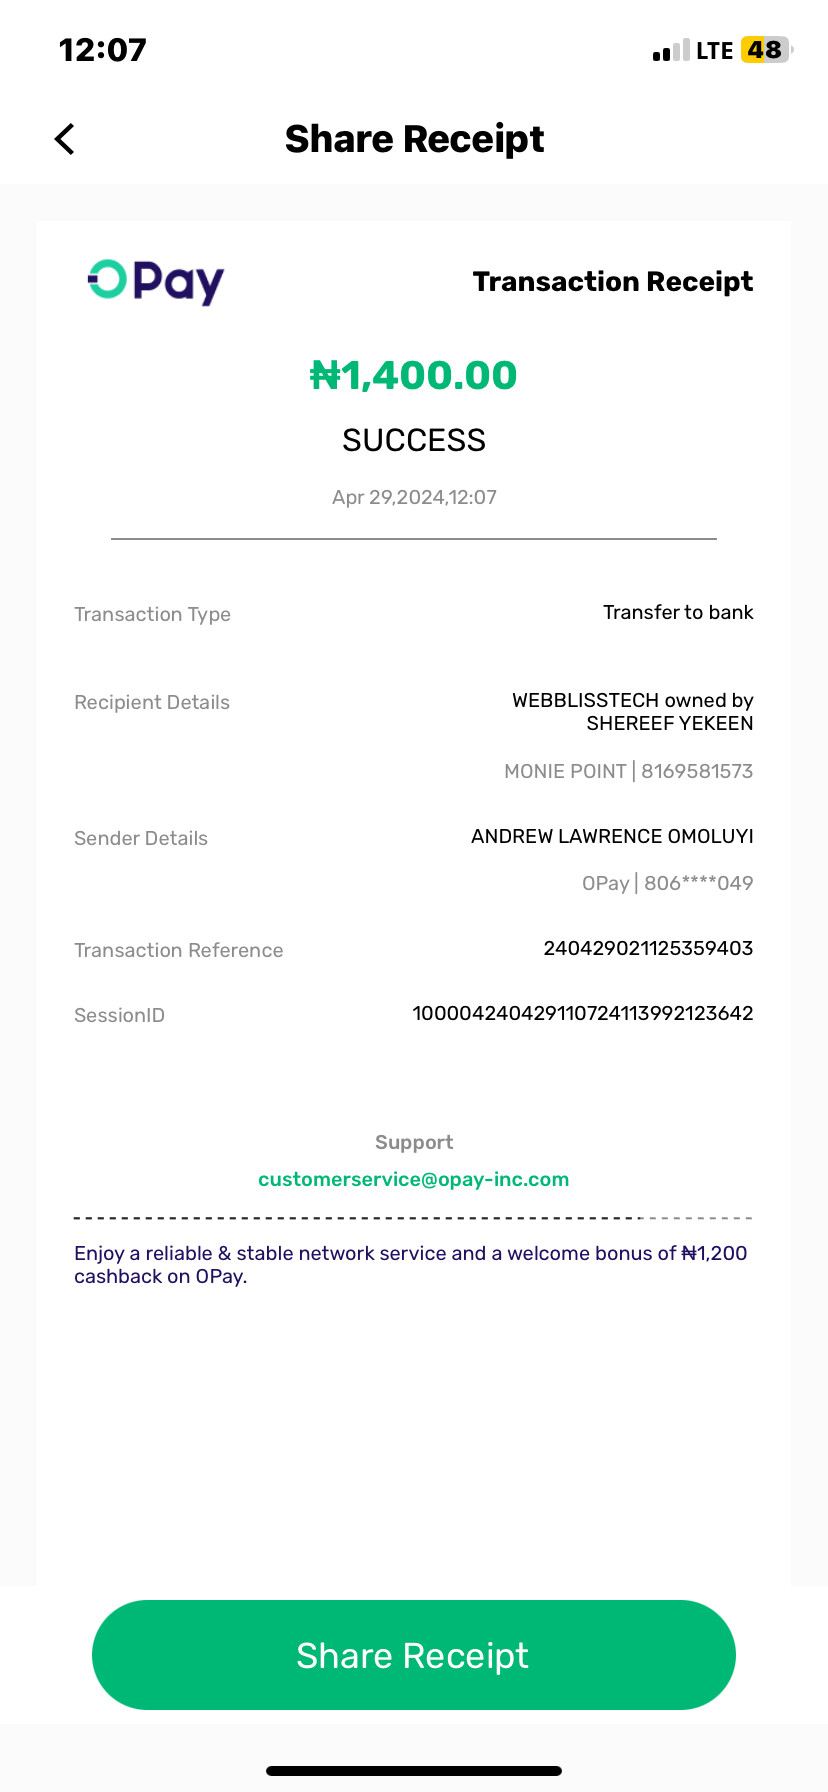 12:07
LTE 48
Share Receipt
OPay
Transaction Receipt
₦1,400.00
SUCCESS
Apr 29,2024,12:07
Transaction Type
Transfer to bank
Recipient Details
WEBBLISSTECH owned by
SHEREEF YEKEEN
MONIE POINT | 8169581573
Sender Details
ANDREW LAWRENCE OMOLUYI
OPay | 806****049
Transaction Reference
240429021125359403
SessionID
100004240429110724113992123642
Support
customerservice@opay-inc.com
Enjoy a reliable & stable network service and a welcome bonus of ₦1,200
cashback on OPay.
Share Receipt